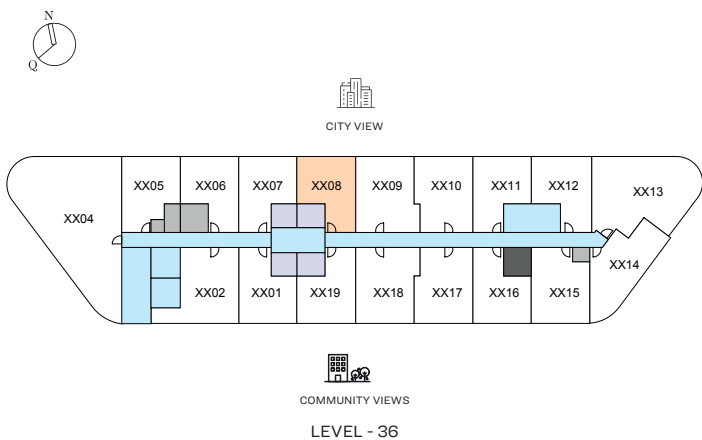 N
Q
CITY VIEW
XX05 XX06 XX07 XX08 XX09 XX10 XX11 XX12 XX13
XX04
XX14
XX02 XX01 XX19 XX18 XX17 XX16 XX15
COMMUNITY VIEWS
LEVEL - 36